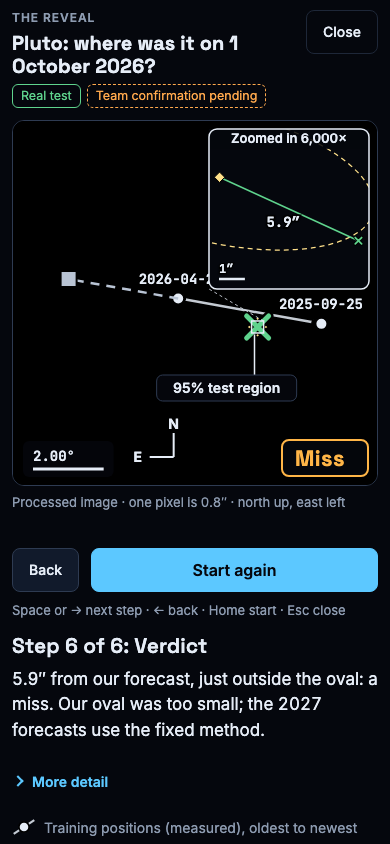 THE REVEAL
Pluto: where was it on 1
October 2026?
Close
Real test
Team confirmation pending
Zoomed in 6,000×
5.9″
1″
2026-04-2
2025-09-25
95% test region
N
E
2.00°
Miss
Processed image · one pixel is 0.8″ · north up, east left
Back
Start again
Space or → next step · ← back · Home start · Esc close
Step 6 of 6: Verdict
5.9″ from our forecast, just outside the oval: a
miss. Our oval was too small; the 2027
forecasts use the fixed method.
More detail
Training positions (measured), oldest to newest